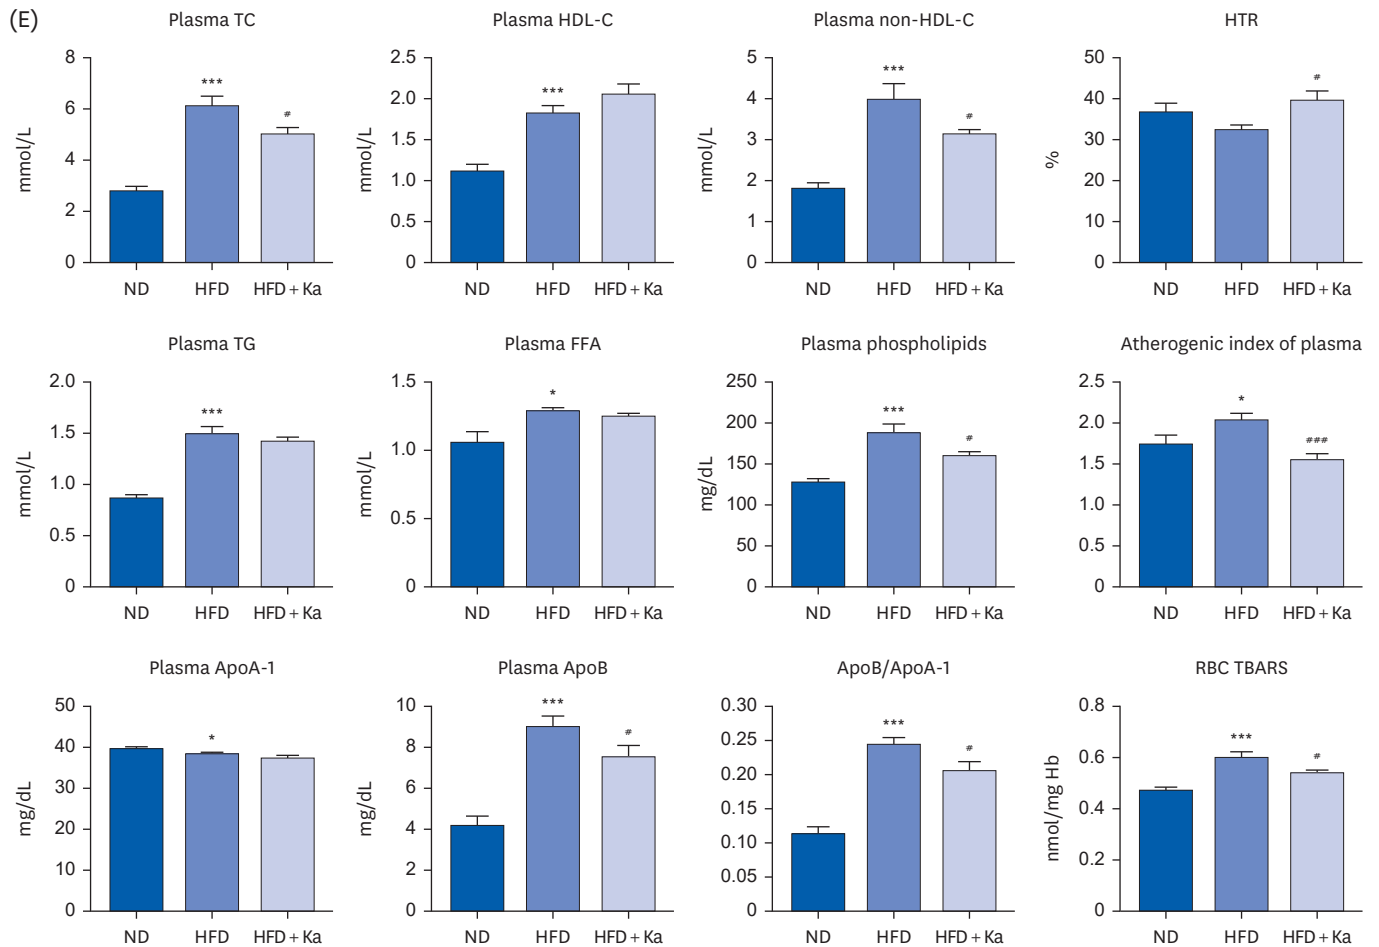 (E)
Plasma TC
mmol/L
8
6
4
2
0
***
#
ND HFD HFD + Ka
Plasma HDL-C
mmol/L
2.5
2.0
1.5
1.0
0.5
0
***
ND HFD HFD + Ka
Plasma non-HDL-C
mmol/L
5
4
3
2
1
0
***
#
ND HFD HFD + Ka
HTR
%
50
40
30
20
10
0
#
ND HFD HFD + Ka
Plasma TG
mmol/L
2.0
1.5
1.0
0.5
0
***
ND HFD HFD + Ka
Plasma FFA
mmol/L
1.5
1.0
0.5
0
*
ND HFD HFD + Ka
Plasma phospholipids
mg/dL
250
200
150
100
50
0
***
#
ND HFD HFD + Ka
Atherogenic index of plasma
2.5
2.0
1.5
1.0
0.5
0
*
###
ND HFD HFD + Ka
Plasma ApoA-1
mg/dL
50
40
30
20
10
0
*
ND HFD HFD + Ka
Plasma ApoB
mg/dL
10
8
6
4
2
0
***
#
ND HFD HFD + Ka
ApoB/ApoA-1
0.30
0.25
0.20
0.15
0.10
0.05
0
***
#
ND HFD HFD + Ka
RBC TBARS
nmol/mg Hb
0.8
0.6
0.4
0.2
0
***
#
ND HFD HFD + Ka